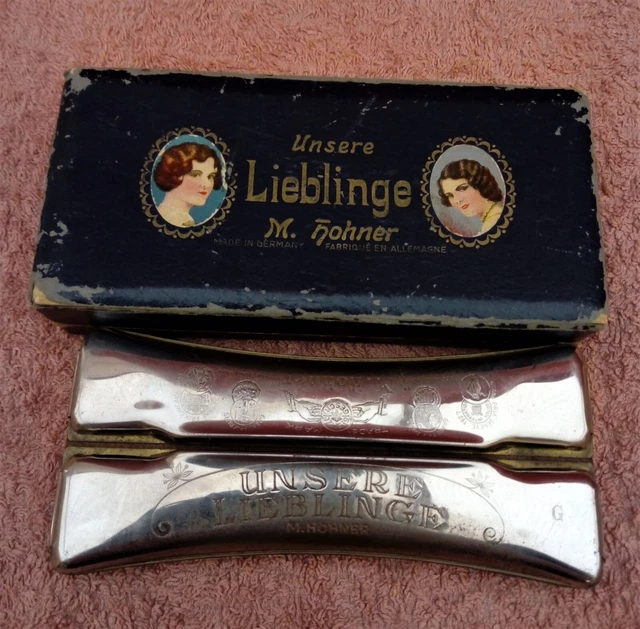 Unsere
Lieblinge
M. Hohner
MADE IN GERMANY FABRIQUÉ EN ALLEMAGNE
UNSERE
LIEBLINGE
M. HOHNER
G